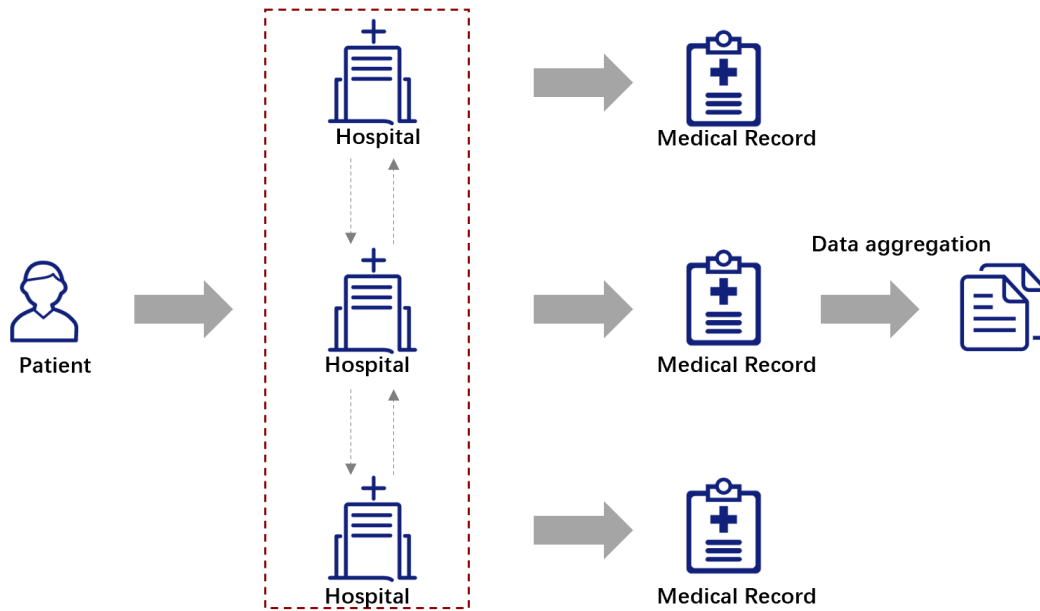 Hospital
Medical Record
Data aggregation
Patient
Hospital
Medical Record
Hospital
Medical Record